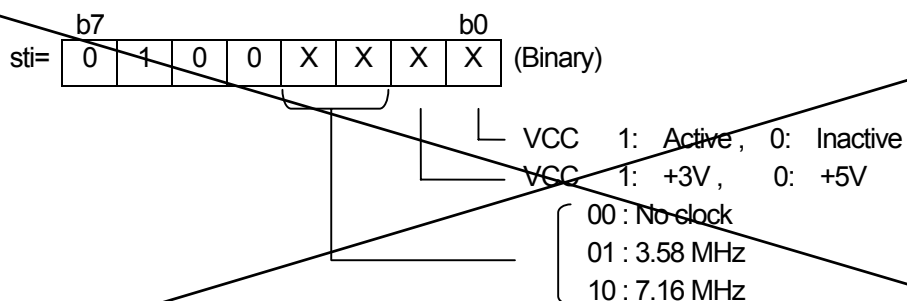 b7 b0
sti= 0 1 0 0 X X X X (Binary)
VCC 1: Active , 0: Inactive
VCC 1: +3V , 0: +5V
00 : No clock
01 : 3.58 MHz
10 : 7.16 MHz